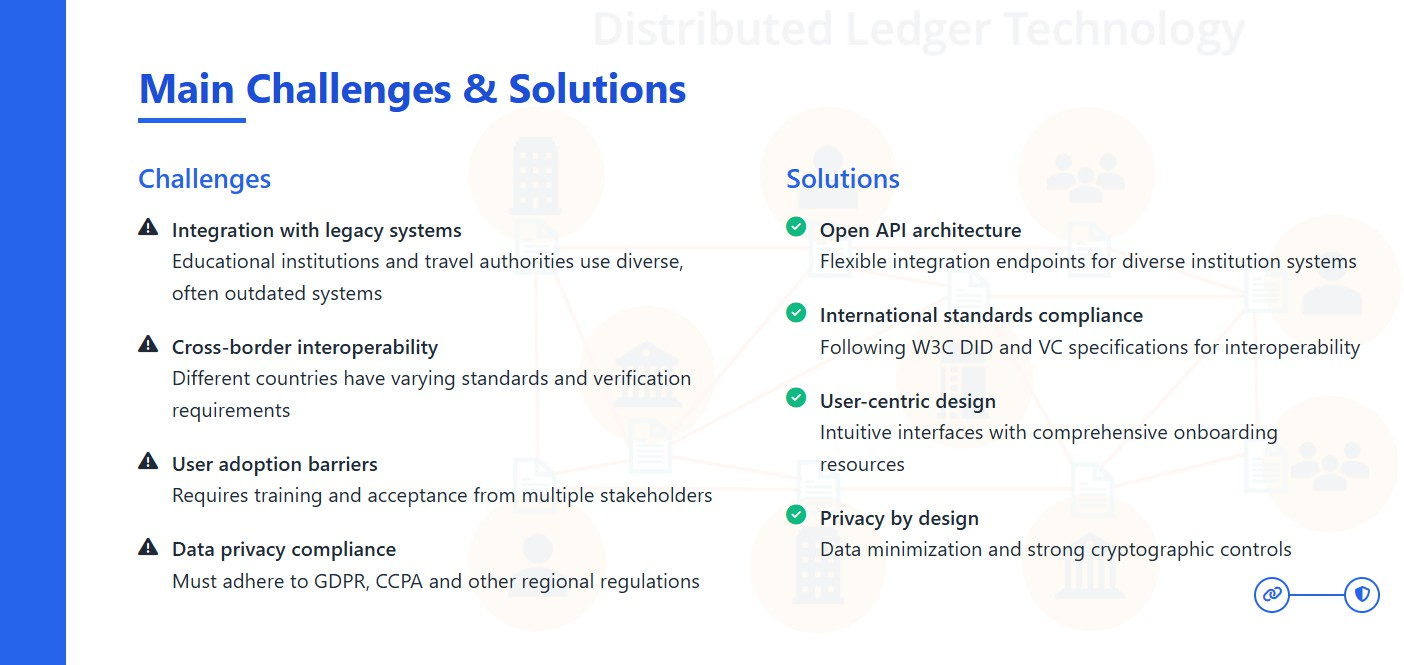 Distributed Ledger Technology
Main Challenges & Solutions
Challenges
Integration with legacy systems
Educational institutions and travel authorities use diverse,
often outdated systems
Cross-border interoperability
Different countries have varying standards and verification
requirements
User adoption barriers
Requires training and acceptance from multiple stakeholders
Data privacy compliance
Must adhere to GDPR, CCPA and other regional regulations
Solutions
Open API architecture
Flexible integration endpoints for diverse institution systems
International standards compliance
Following W3C DID and VC specifications for interoperability
User-centric design
Intuitive interfaces with comprehensive onboarding
resources
Privacy by design
Data minimization and strong cryptographic controls